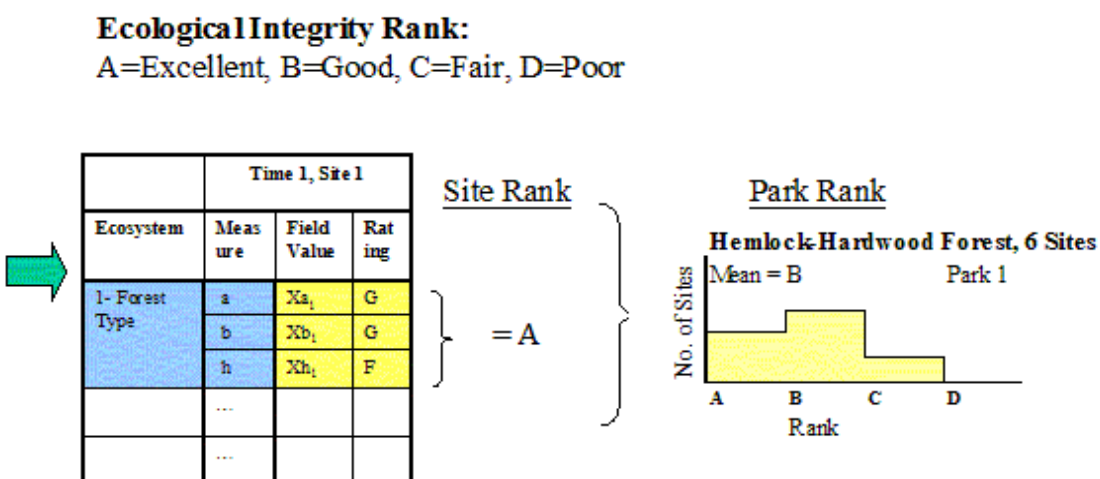 Ecological Integrity Rank:
A=Excellent, B=Good, C=Fair, D=Poor
Time 1, Site 1
Ecosystem
Meas
ure
Field
Value
Rat
ing
1- Forest
Type
a
Xa1
G
b
Xb1
G
h
Xh1
F
...
...
Site Rank
= A
Park Rank
Hemlock-Hardwood Forest, 6 Sites
Mean = B
Park 1
No. of Sites
A
B
C
D
Rank